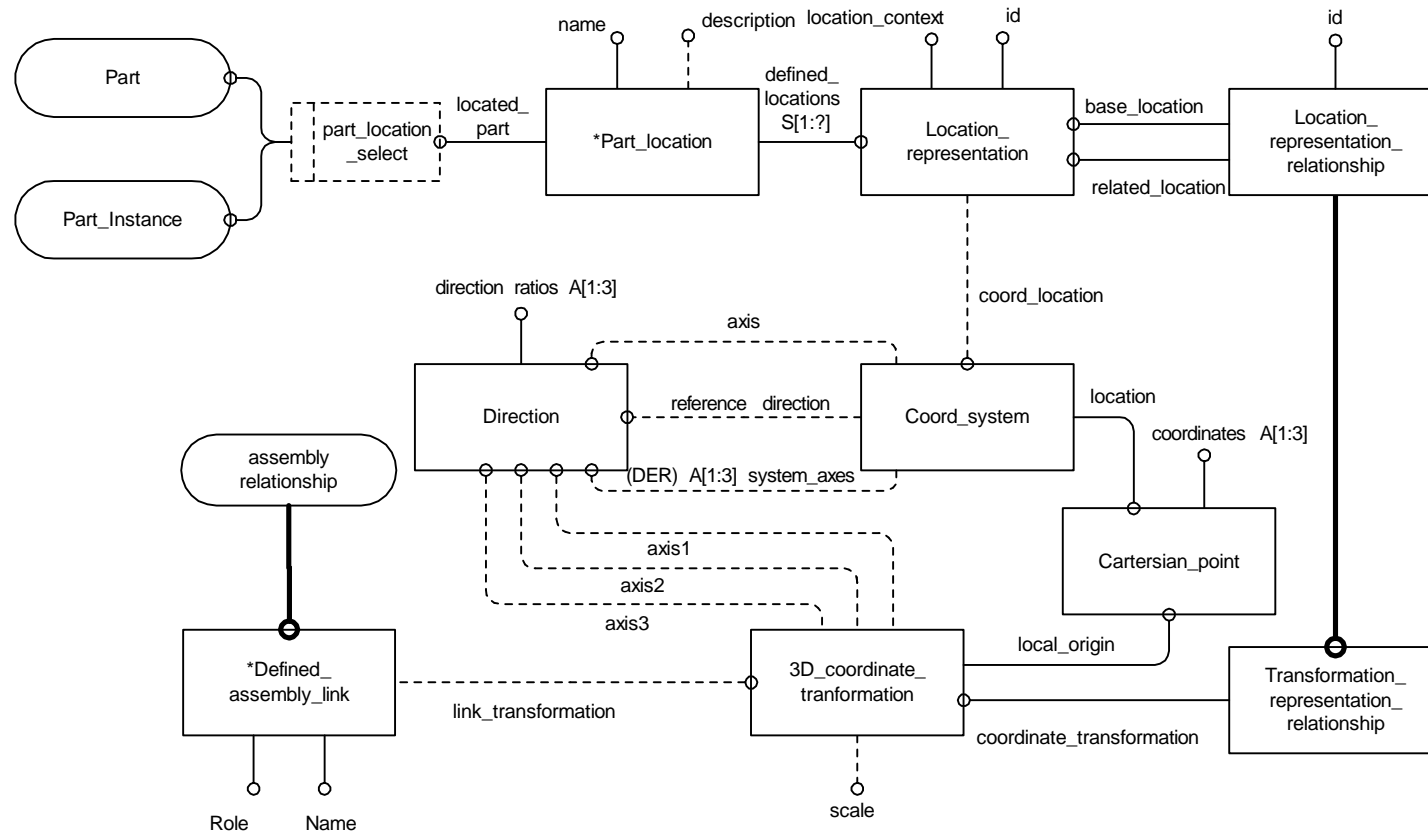 name
description
location_context
id
id
Part
located_
part
defined_
locations
S[1:?]
part_location
_select
*Part_location
Location_
representation
base_location
related_location
Location_
representation_
relationship
Part_Instance
direction ratios A[1:3]
coord_location
axis
Direction
reference direction
Coord_system
location
coordinates A[1:3]
assembly
relationship
(DER) A[1:3] system_axes
axis1
axis2
axis3
Cartersian_point
*Defined_
assembly_link
link_transformation
3D_coordinate_
tranformation
local_origin
coordinate_transformation
Transformation_
representation_
relationship
scale
Role
Name